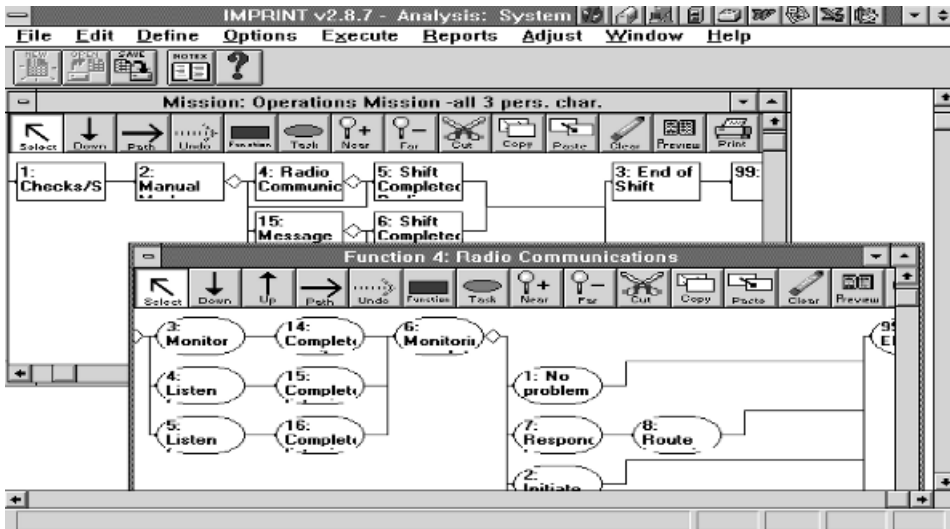 IMPRINT v2.8.7 - Analysis: System
File Edit Define Options Execute Reports Adjust Window Help
NEW OPEN SAVE NOTES ?
Mission: Operations Mission -all 3 pers. char.
Select Down Path Undo Function Task Near Far Cut Copy Paste Clear Preview Print
1:
Checks/S
2:
Manual
4: Radio
Communic
5: Shift
Completed
3: End of
Shift
99:
15:
Message
6: Shift
Completed
Function 4: Radio Communications
Select Down Up Path Undo Function Task Near Far Cut Copy Paste Clear Preview
3:
Monitor
14:
Complete
6:
Monitorin
99
4:
Listen
15:
Complete
1: No
problem
5:
Listen
16:
Complete
7:
Respond
8:
Route
2:
Initiate